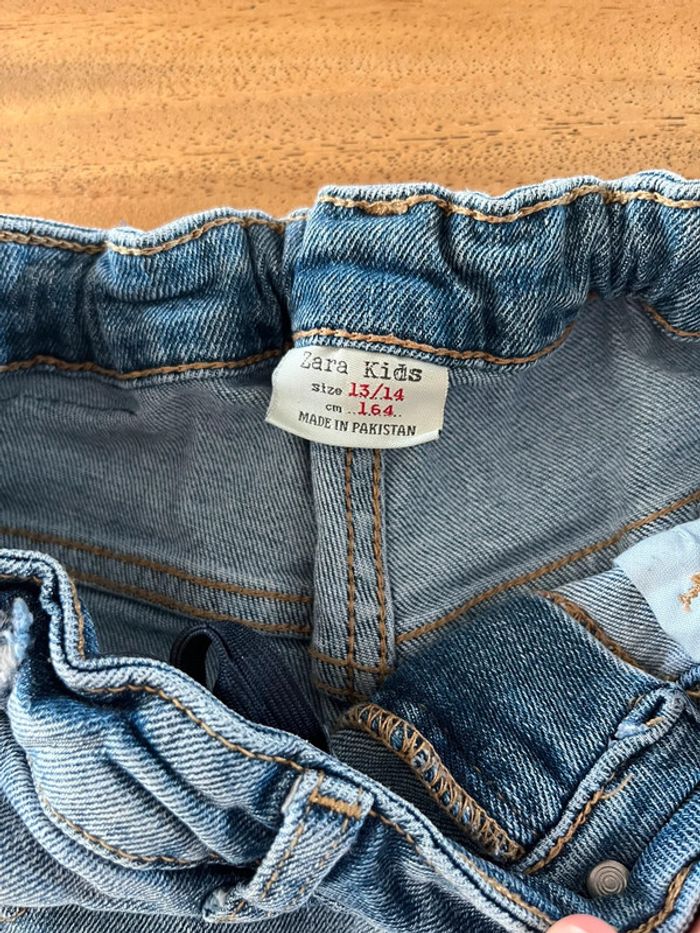 Zara Kids
size 13/14
cm ..164..
MADE IN PAKISTAN